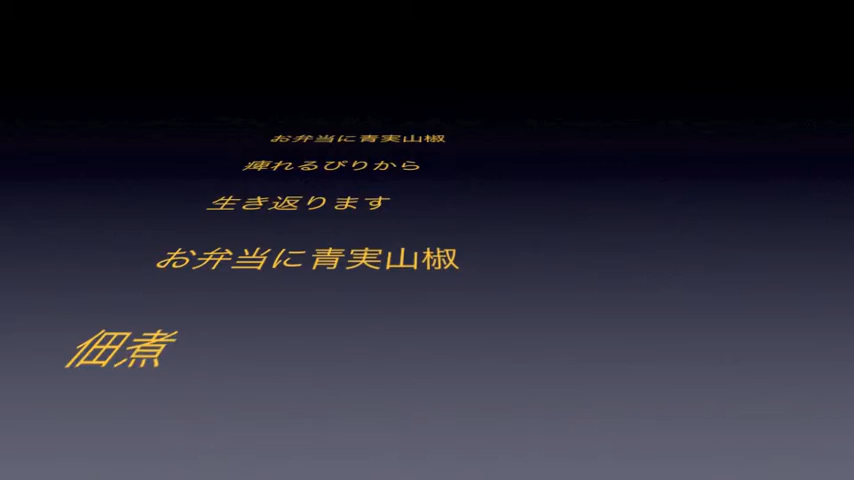 お弁当に青実山椒
痺れるびりから
生き返ります
お弁当に青実山椒
佃煮